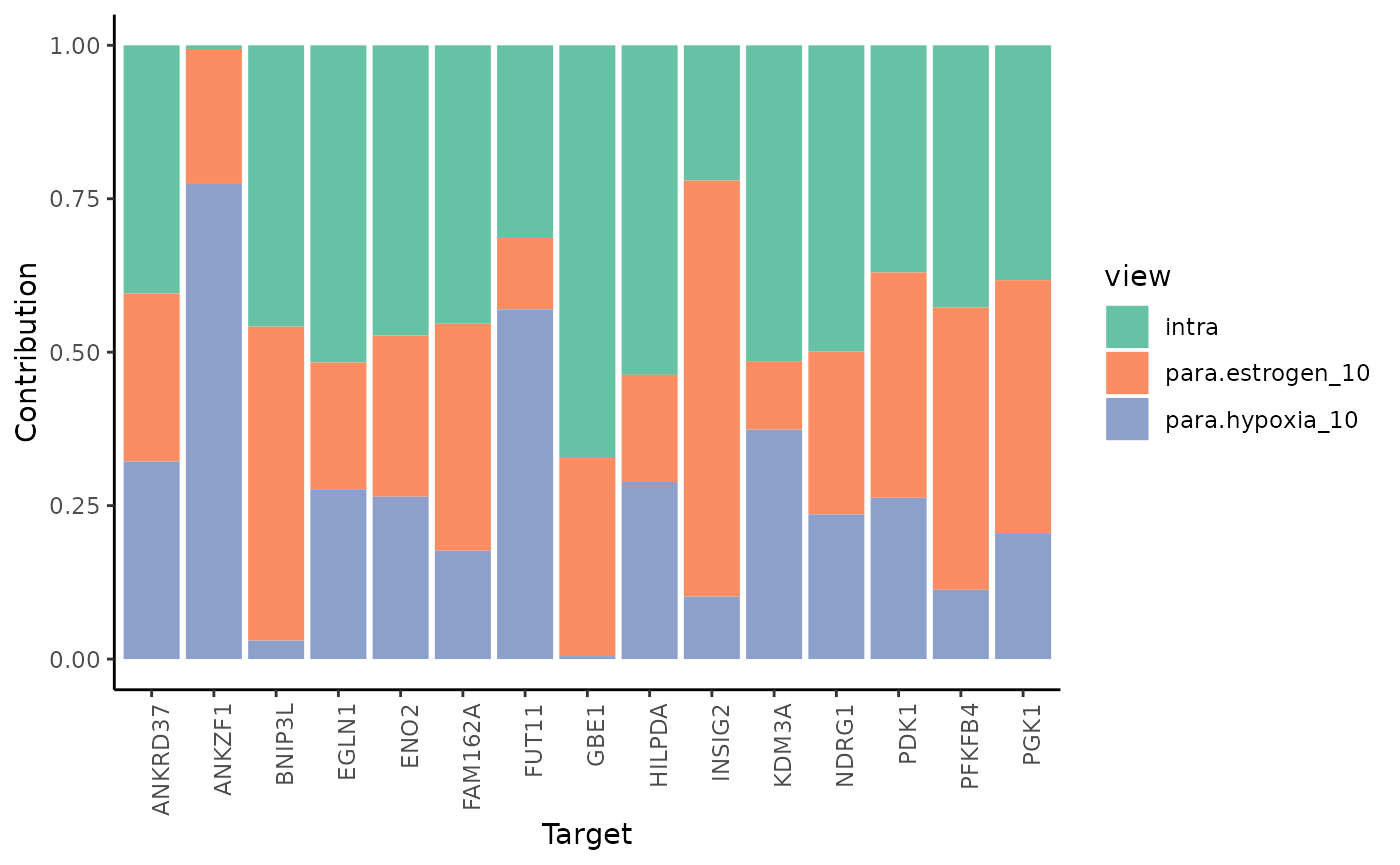 Contribution
1.00
0.75
0.50
0.25
0.00
ANKRD37
ANKZF1
BNIP3L
EGLN1
ENO2
FAM162A
FUT11
GBE1
HILPDA
INSIG2
KDM3A
NDRG1
PDK1
PFKFB4
PGK1
Target
view
intra
para.estrogen_10
para.hypoxia_10